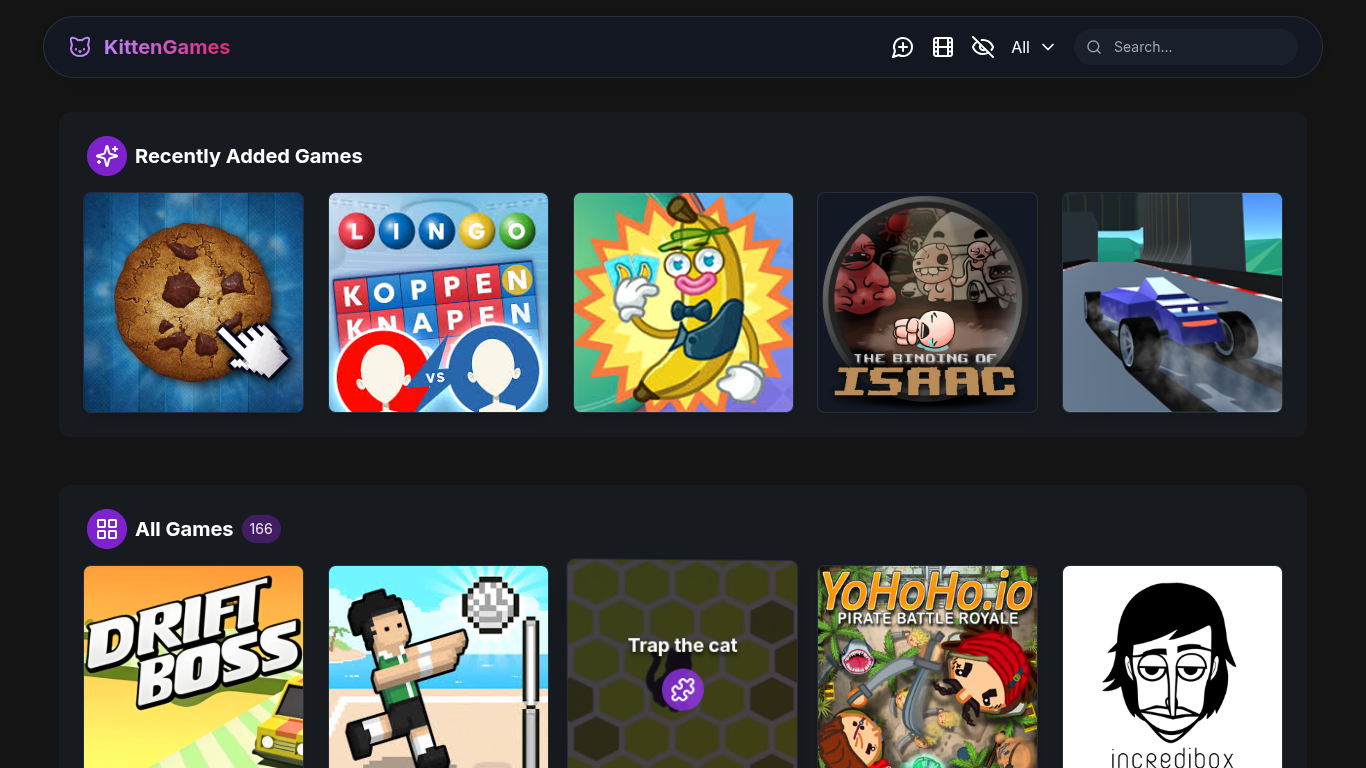 KittenGames
All
Search...
Recently Added Games
LINGO
KOPPEN
KNAPEN
VS
THE BINDING OF
ISAAC
All Games
166
DRIFT
BOSS
Trap the cat
YoHoHo.io
PIRATE BATTLE ROYALE
incredibox